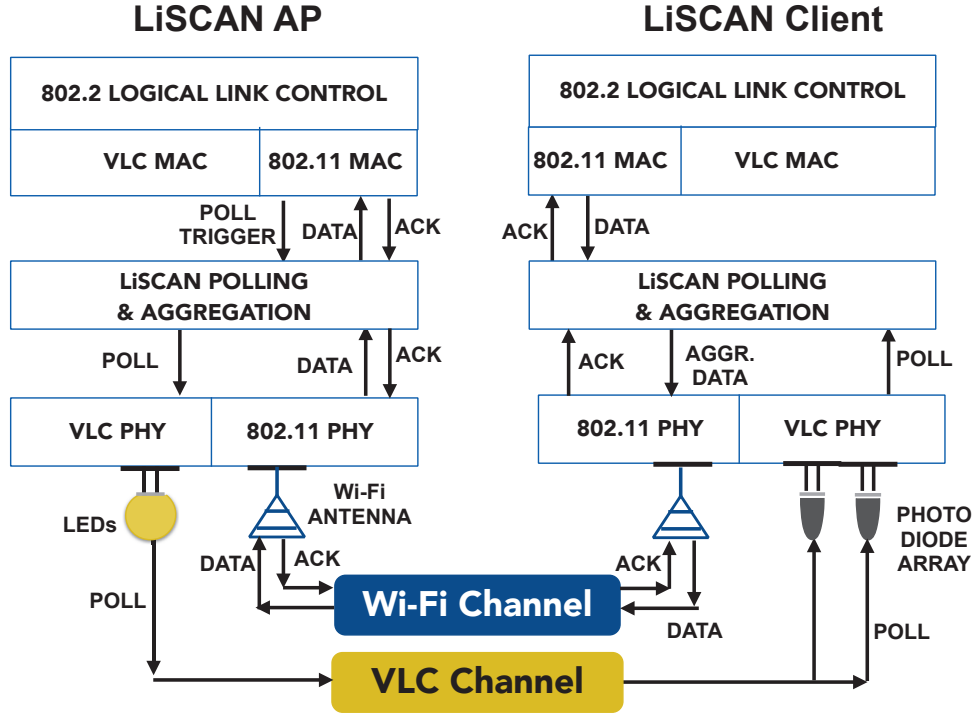 LiSCAN AP
LiSCAN Client
802.2 LOGICAL LINK CONTROL
802.2 LOGICAL LINK CONTROL
VLC MAC
802.11 MAC
802.11 MAC
VLC MAC
POLL
TRIGGER
DATA
ACK
ACK
DATA
LiSCAN POLLING
& AGGREGATION
LiSCAN POLLING
& AGGREGATION
POLL
DATA
ACK
ACK
AGGR.
DATA
POLL
VLC PHY
802.11 PHY
802.11 PHY
VLC PHY
LEDs
Wi-Fi
ANTENNA
PHOTO
DIODE
ARRAY
DATA
ACK
ACK
DATA
POLL
Wi-Fi Channel
POLL
VLC Channel